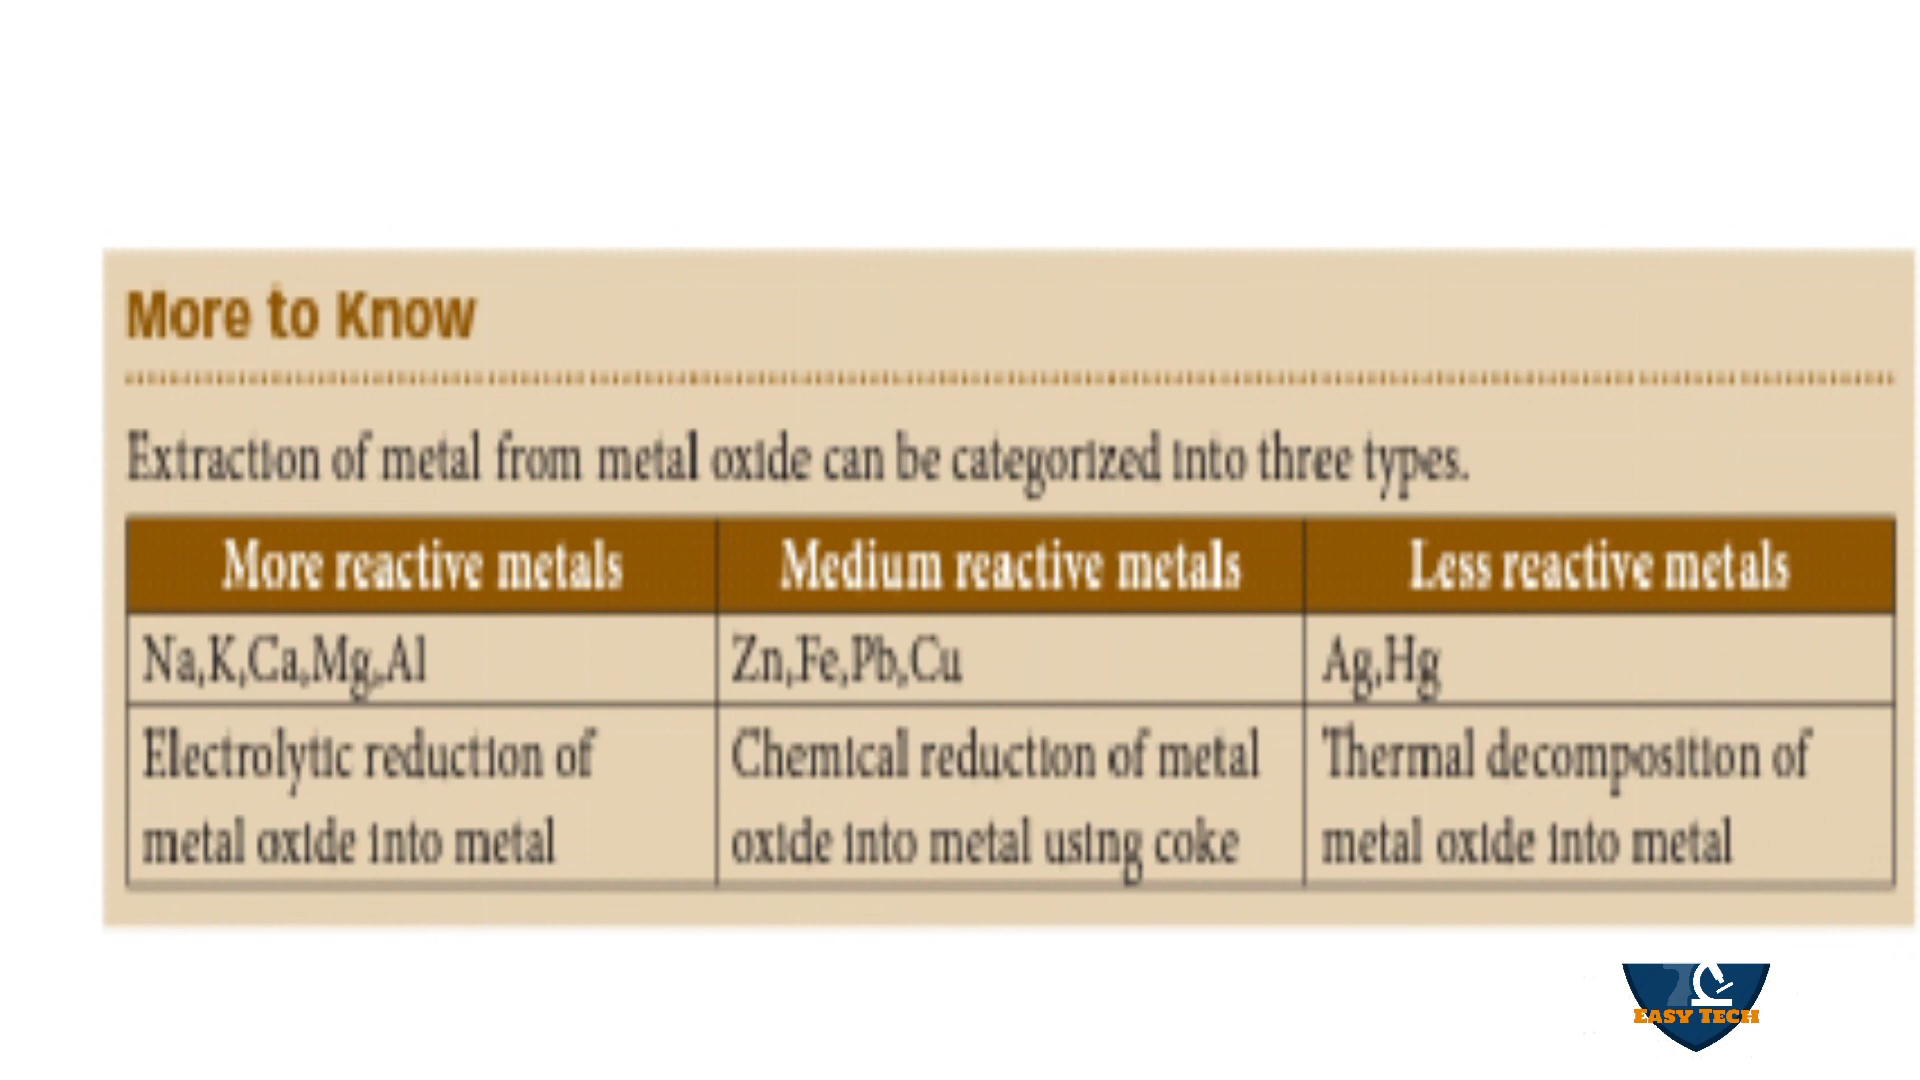 More to Know
Extraction of metal from metal oxide can be categorized into three types.
More reactive metals Medium reactive metals Less reactive metals
Na,K,Ca,Mg,Al Zn,Fe,Pb,Cu Ag,Hg
Electrolytic reduction of Chemical reduction of metal Thermal decomposition of
metal oxide into metal oxide into metal using coke metal oxide into metal
EASY TECH